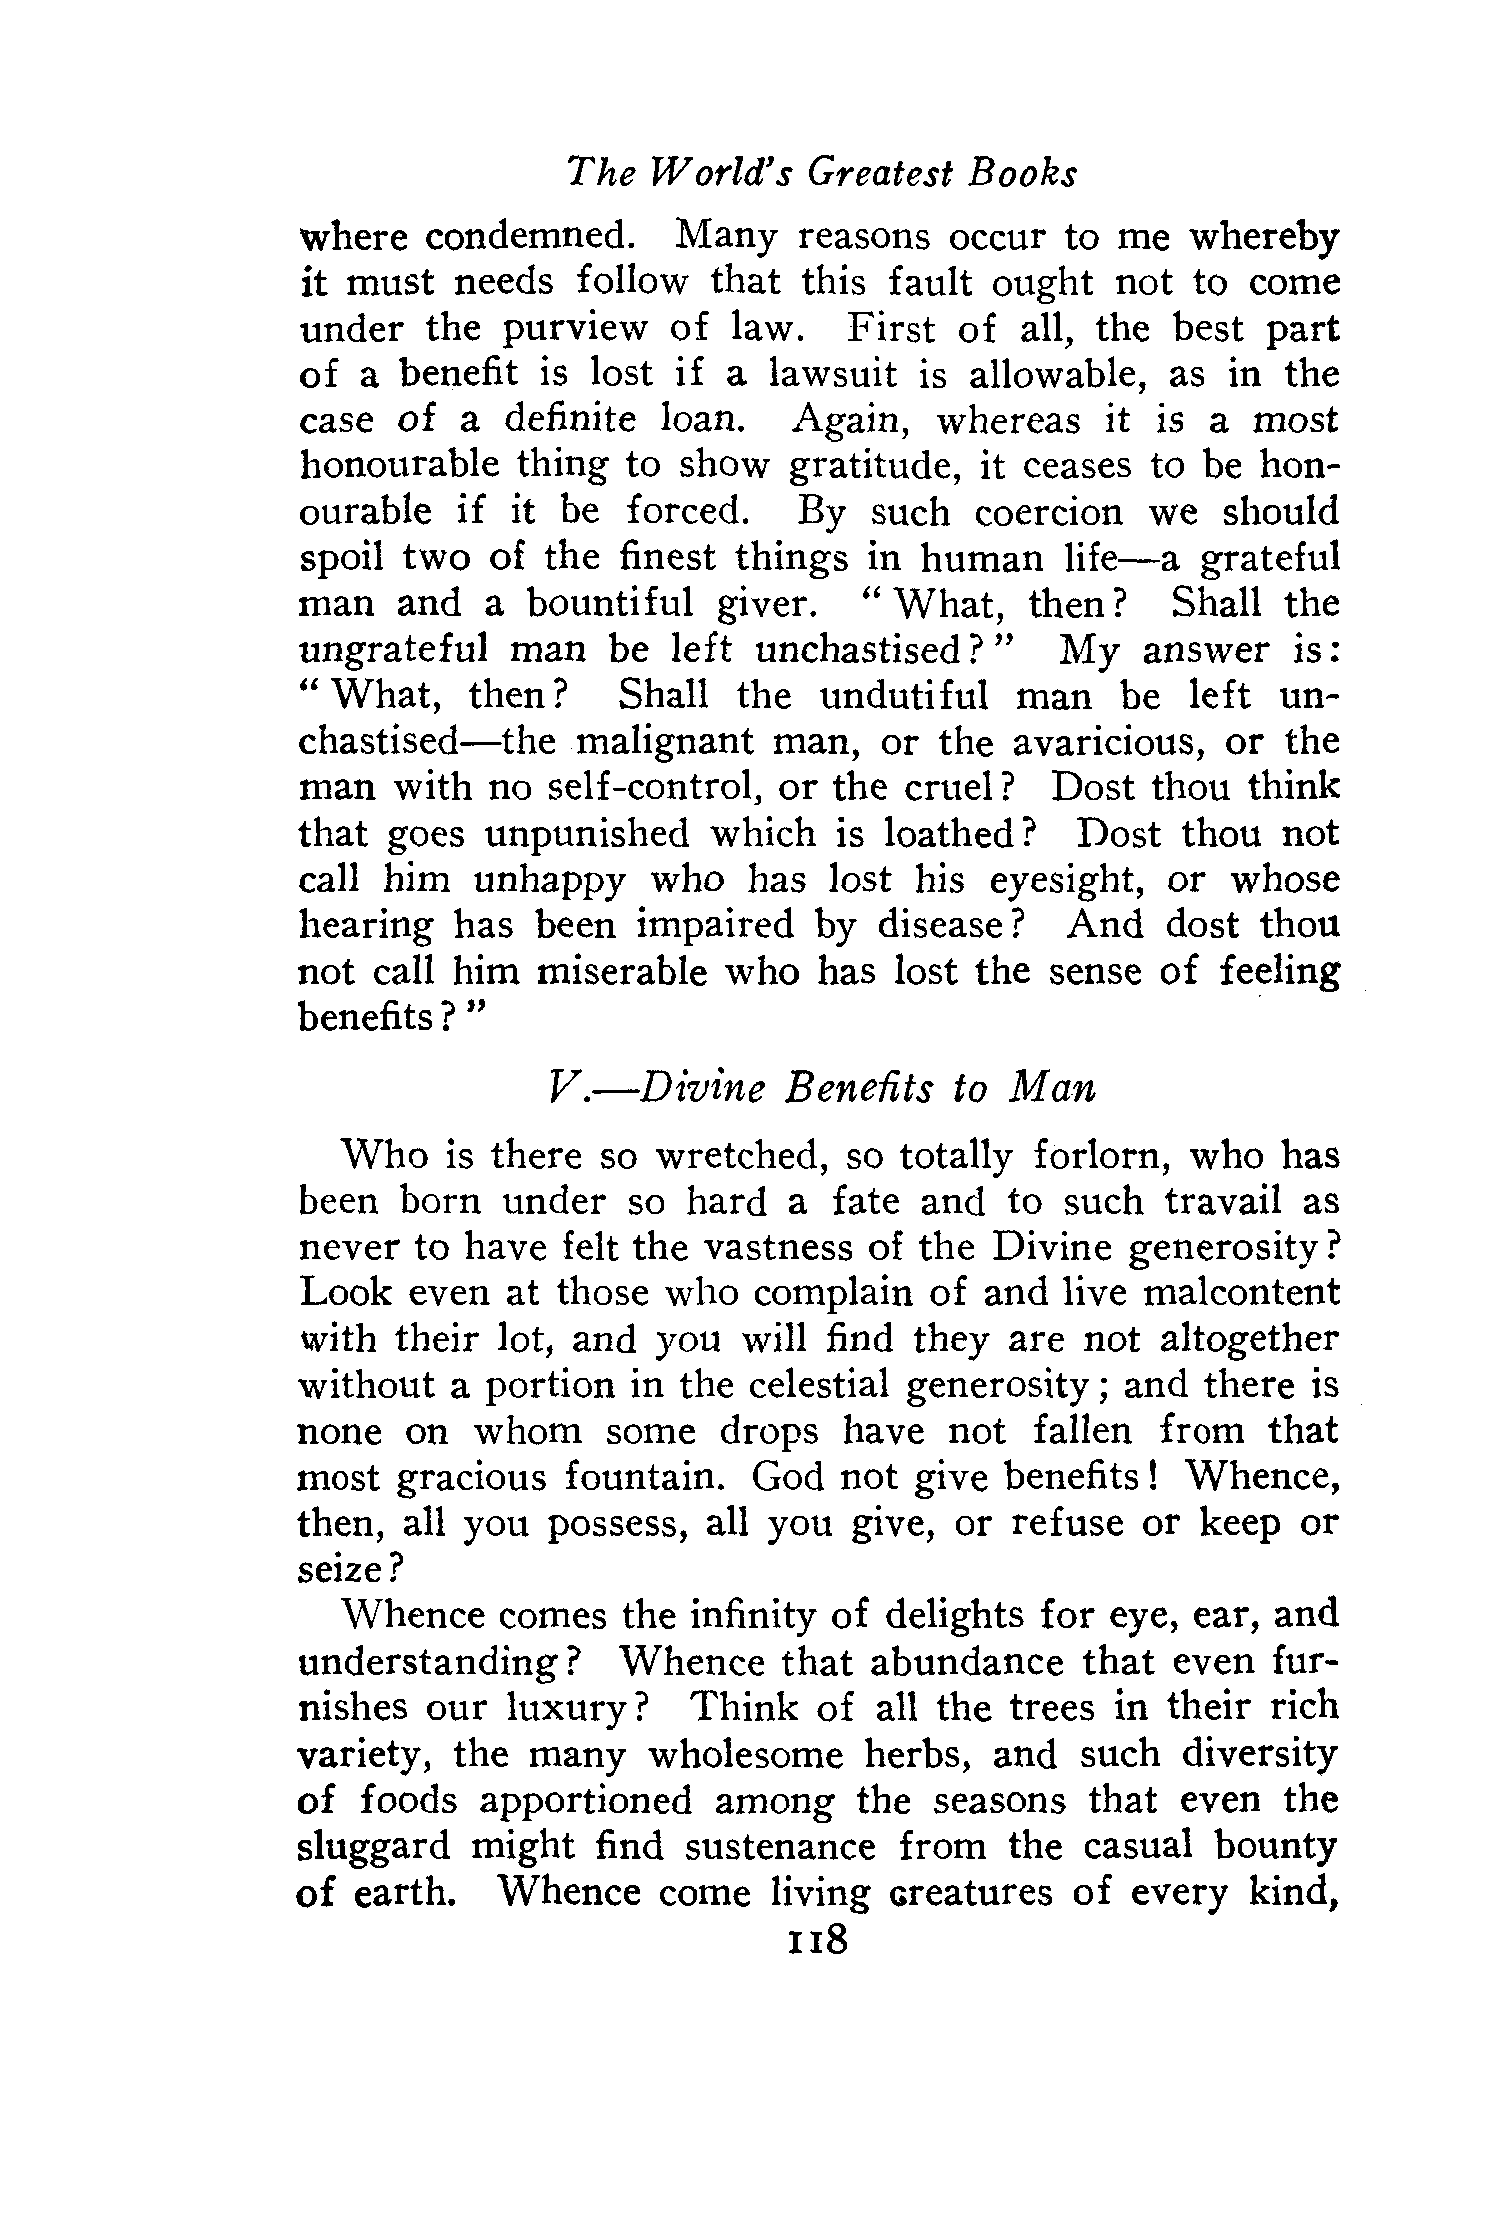 The World's Greatest Books
where condemned. Many reasons occur to me whereby
it must needs follow that this fault ought not to come
under the purview of law. First of all, the best part
of a benefit is lost if a lawsuit is allowable, as in the
case of a definite loan. Again, whereas it is a most
honourable thing to show gratitude, it ceases to be hon-
ourable if it be forced. By such coercion we should
spoil two of the finest things in human life—a grateful
man and a bountiful giver. "What, then? Shall the
ungrateful man be left unchastised?" My answer is:
"What, then? Shall the undutiful man be left un-
chastised—the malignant man, or the avaricious, or the
man with no self-control, or the cruel? Dost thou think
that goes unpunished which is loathed? Dost thou not
call him unhappy who has lost his eyesight, or whose
hearing has been impaired by disease? And dost thou
not call him miserable who has lost the sense of feeling
benefits?"
V.—Divine Benefits to Man
Who is there so wretched, so totally forlorn, who has
been born under so hard a fate and to such travail as
never to have felt the vastness of the Divine generosity?
Look even at those who complain of and live malcontent
with their lot, and you will find they are not altogether
without a portion in the celestial generosity; and there is
none on whom some drops have not fallen from that
most gracious fountain. God not give benefits! Whence,
then, all you possess, all you give, or refuse or keep or
seize?
Whence comes the infinity of delights for eye, ear, and
understanding? Whence that abundance that even fur-
nishes our luxury? Think of all the trees in their rich
variety, the many wholesome herbs, and such diversity
of foods apportioned among the seasons that even the
sluggard might find sustenance from the casual bounty
of earth. Whence come living creatures of every kind,
118